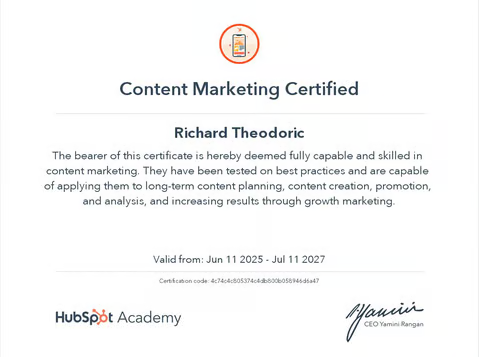 Content Marketing Certified
Richard Theodoric
The bearer of this certificate is hereby deemed fully capable and skilled in
content marketing. They have been tested on best practices and are capable
of applying them to long-term content planning, content creation, promotion,
and analysis, and increasing results through growth marketing.
Valid from: Jun 11 2025 - Jul 11 2027
Certification code: 4c74c4c805374c4db800b058946d6a47
HubSpot Academy
Yamini
CEO Yamini Rangan